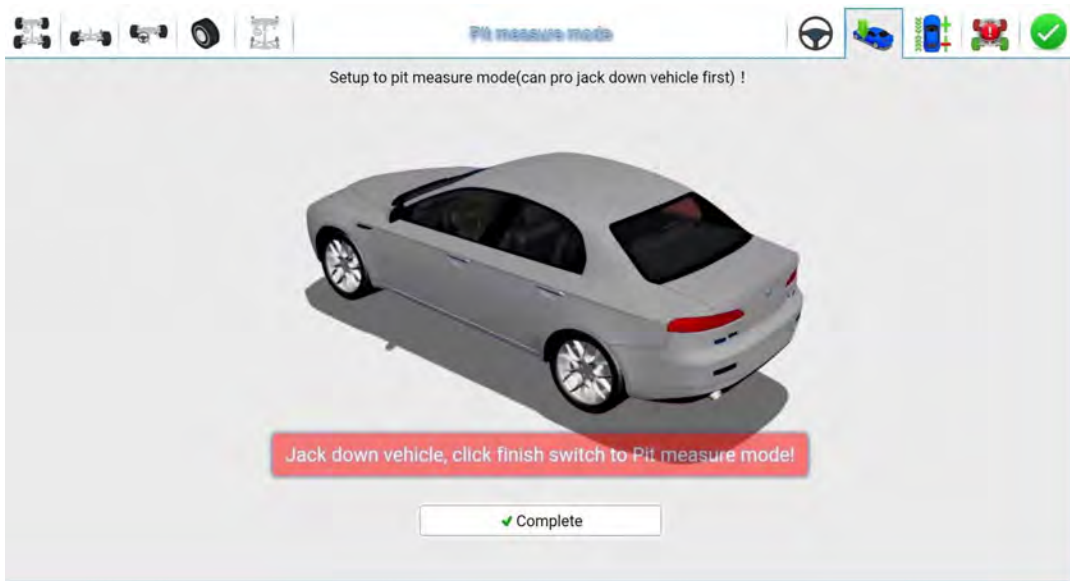 Pit measure mode
Setup to pit measure mode(can pro jack down vehicle first) !
Jack down vehicle, click finish switch to Pit measure mode!
Complete